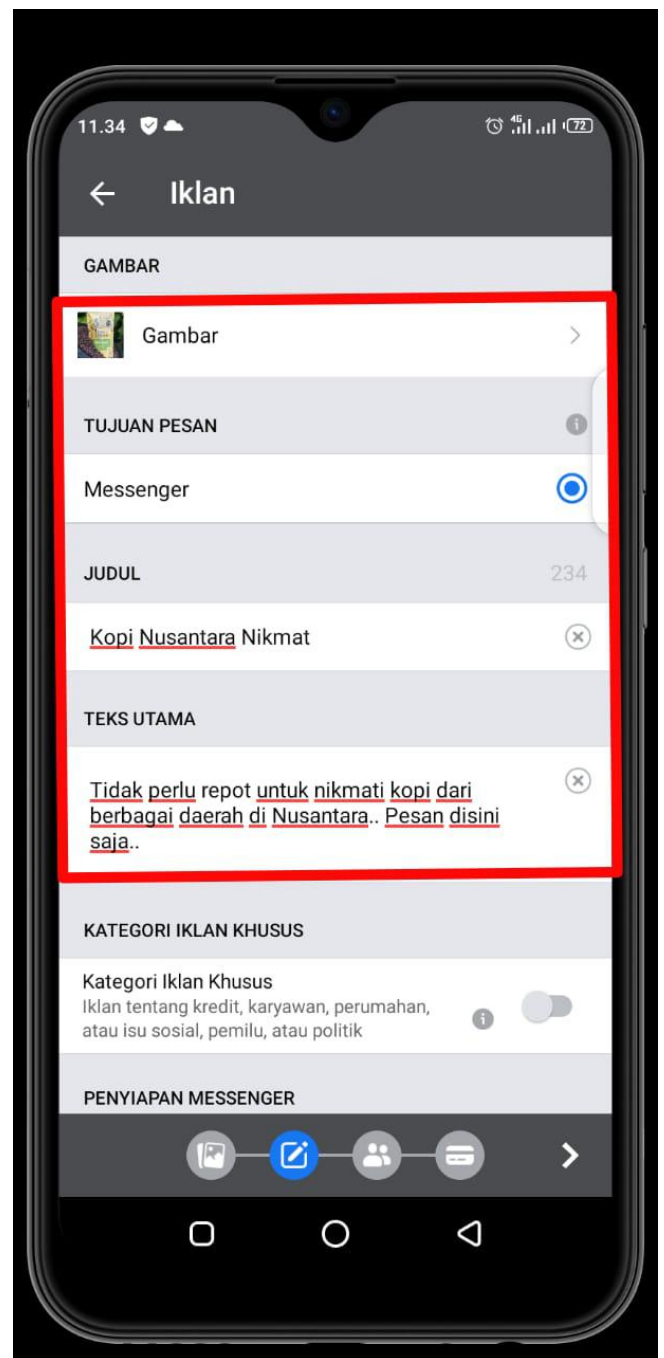 11.34
4G
72
Iklan
GAMBAR
Gambar
TUJUAN PESAN
Messenger
JUDUL
234
Kopi Nusantara Nikmat
TEKS UTAMA
Tidak perlu repot untuk nikmati kopi dari
berbagai daerah di Nusantara.. Pesan disini
saja..
KATEGORI IKLAN KHUSUS
Kategori Iklan Khusus
Iklan tentang kredit, karyawan, perumahan,
atau isu sosial, pemilu, atau politik
PENYIAPAN MESSENGER